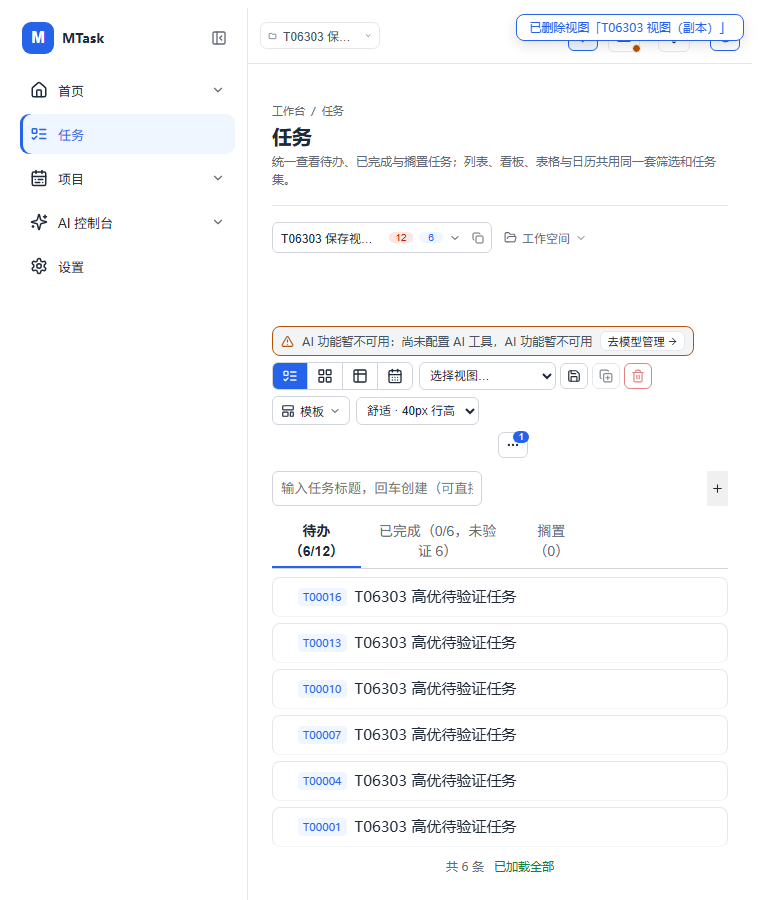 M MTask
首页
任务
项目
AI 控制台
设置
T06303 保…
已删除视图「T06303 视图（副本）」
工作台 / 任务
任务
统一查看待办、已完成与搁置任务；列表、看板、表格与日历共用同一套筛选和任务
集。
T06303 保存视… 12 6
工作空间
AI 功能暂不可用：尚未配置 AI 工具，AI 功能暂不可用 去模型管理 →
选择视图…
模板
舒适 · 40px 行高
... 1
输入任务标题，回车创建（可直接
+
待办
（6/12）
已完成（0/6，未验
证 6）
搁置
（0）
T00016 T06303 高优待验证任务
T00013 T06303 高优待验证任务
T00010 T06303 高优待验证任务
T00007 T06303 高优待验证任务
T00004 T06303 高优待验证任务
T00001 T06303 高优待验证任务
共 6 条 已加载全部